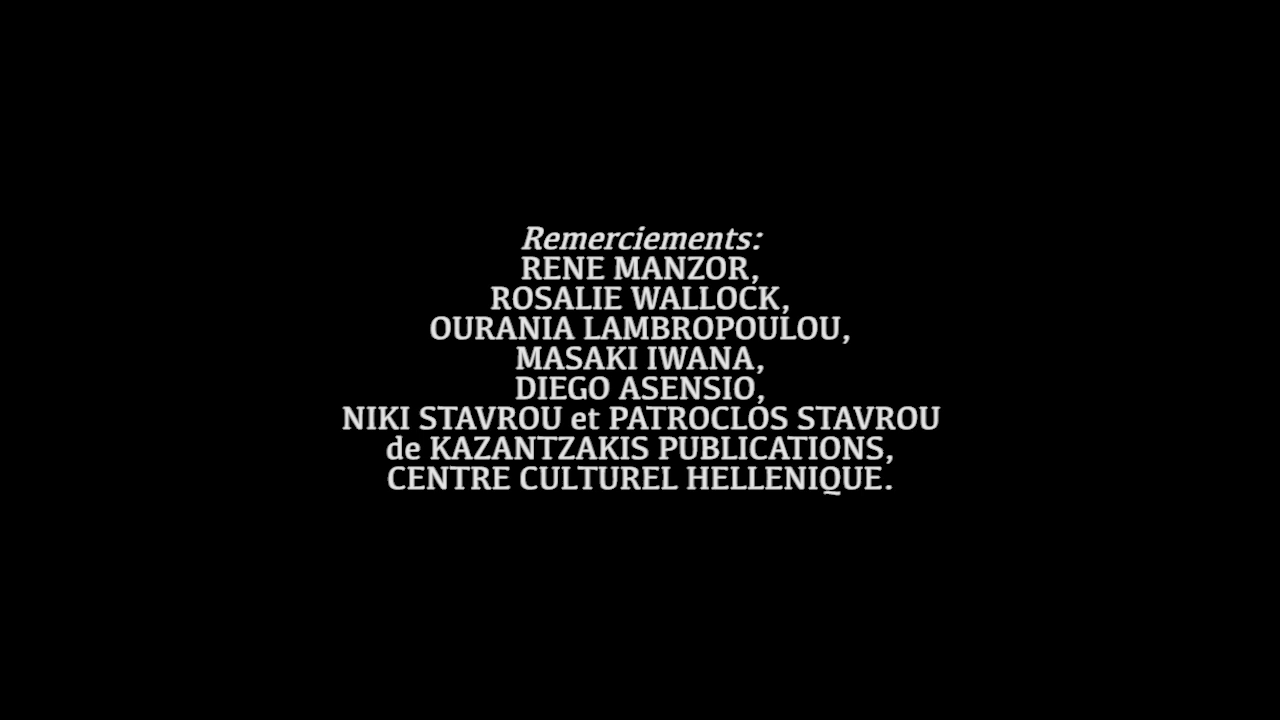 Remerciements:
RENE MANZOR,
ROSALIE WALLOCK,
OURANIA LAMBROPOULOU,
MASAKI IWANA,
DIEGO ASENSIO,
NIKI STAVROU et PATROCLOS STAVROU
de KAZANTZAKIS PUBLICATIONS,
CENTRE CULTUREL HELLENIQUE.